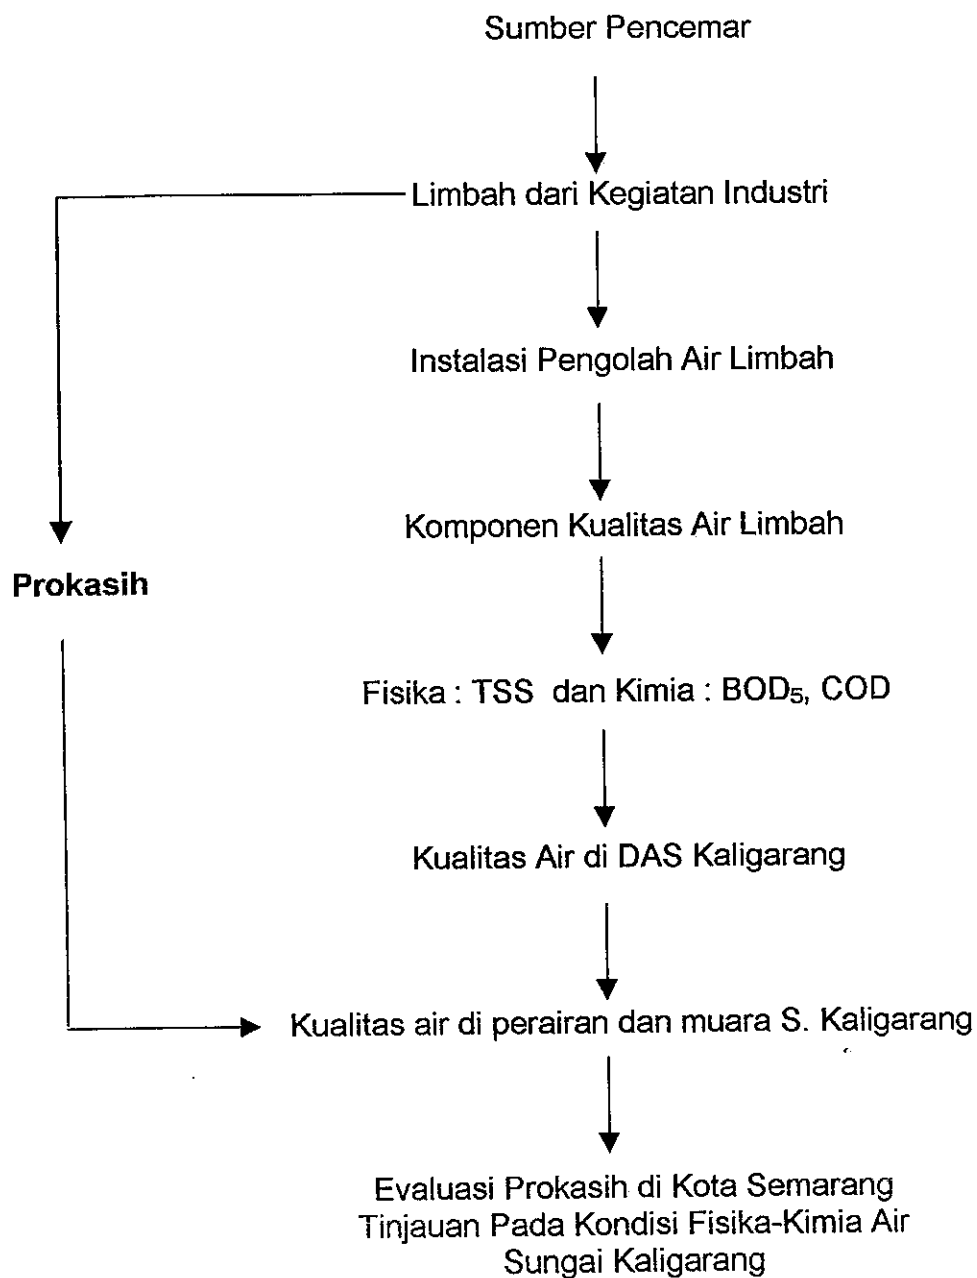 Sumber Pencemar
Limbah dari Kegiatan Industri
Instalasi Pengolah Air Limbah
Komponen Kualitas Air Limbah
Prokasih
Fisika : TSS dan Kimia : BOD₅, COD
Kualitas Air di DAS Kaligarang
Kualitas air di perairan dan muara S. Kaligarang
Evaluasi Prokasih di Kota Semarang
Tinjauan Pada Kondisi Fisika-Kimia Air
Sungai Kaligarang